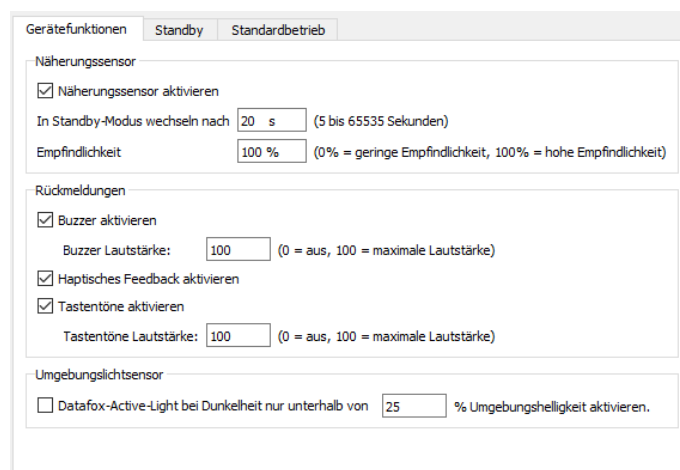 Gerätefunktionen Standby Standardbetrieb
Näherungssensor
Näherungssensor aktivieren
In Standby-Modus wechseln nach 20 s (5 bis 65535 Sekunden)
Empfindlichkeit 100 % (0% = geringe Empfindlichkeit, 100% = hohe Empfindlichkeit)
Rückmeldungen
Buzzer aktivieren
Buzzer Lautstärke: 100 (0 = aus, 100 = maximale Lautstärke)
Haptisches Feedback aktivieren
Tastentöne aktivieren
Tastentöne Lautstärke: 100 (0 = aus, 100 = maximale Lautstärke)
Umgebungslichtsensor
Datafox-Active-Light bei Dunkelheit nur unterhalb von 25 % Umgebungshelligkeit aktivieren.